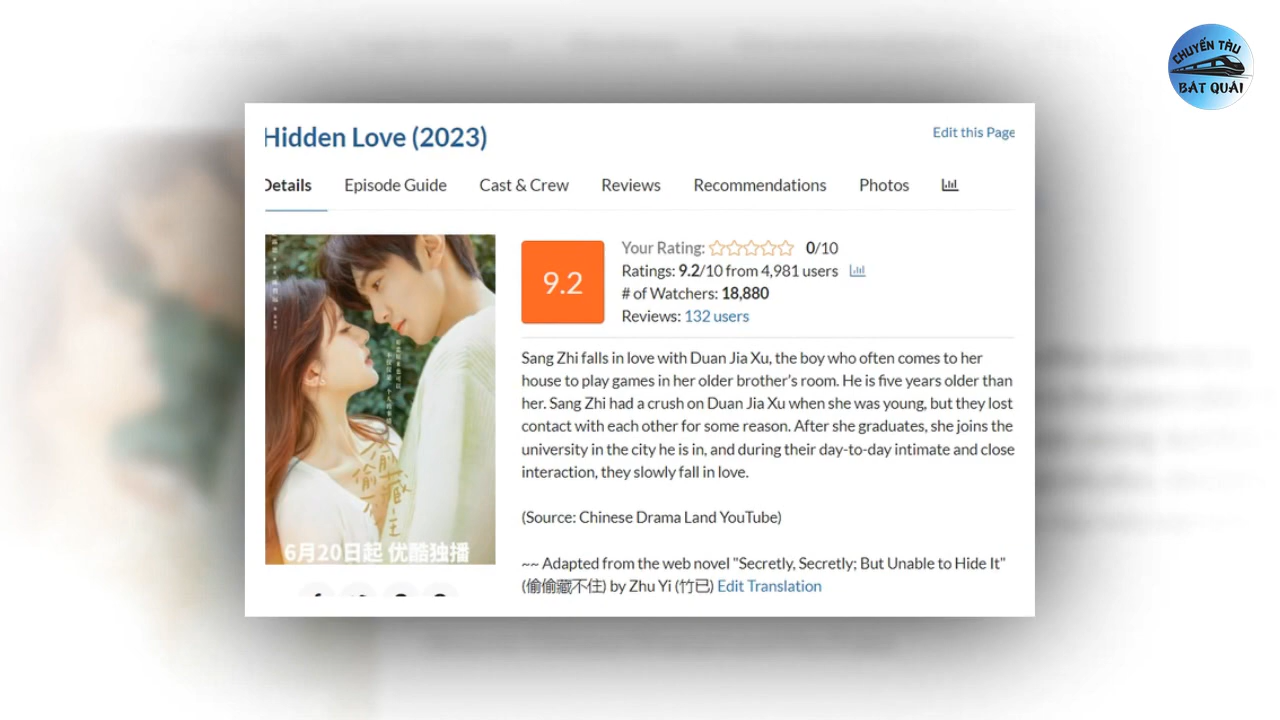 CHUYẾN TÀU
BÁT QUÁI
Hidden Love (2023)
Edit this Page
Details
Episode Guide
Cast & Crew
Reviews
Recommendations
Photos
9.2
Your Rating: 0/10
Ratings: 9.2/10 from 4,981 users
# of Watchers: 18,880
Reviews: 132 users
Sang Zhi falls in love with Duan Jia Xu, the boy who often comes to her
house to play games in her older brother's room. He is five years older than
her. Sang Zhi had a crush on Duan Jia Xu when she was young, but they lost
contact with each other for some reason. After she graduates, she joins the
university in the city he is in, and during their day-to-day intimate and close
interaction, they slowly fall in love.
(Source: Chinese Drama Land YouTube)
~~ Adapted from the web novel "Secretly, Secretly; But Unable to Hide It"
(偷偷藏不住) by Zhu Yi (竹已) Edit Translation
偷偷藏不住
6月20日起 优酷独播